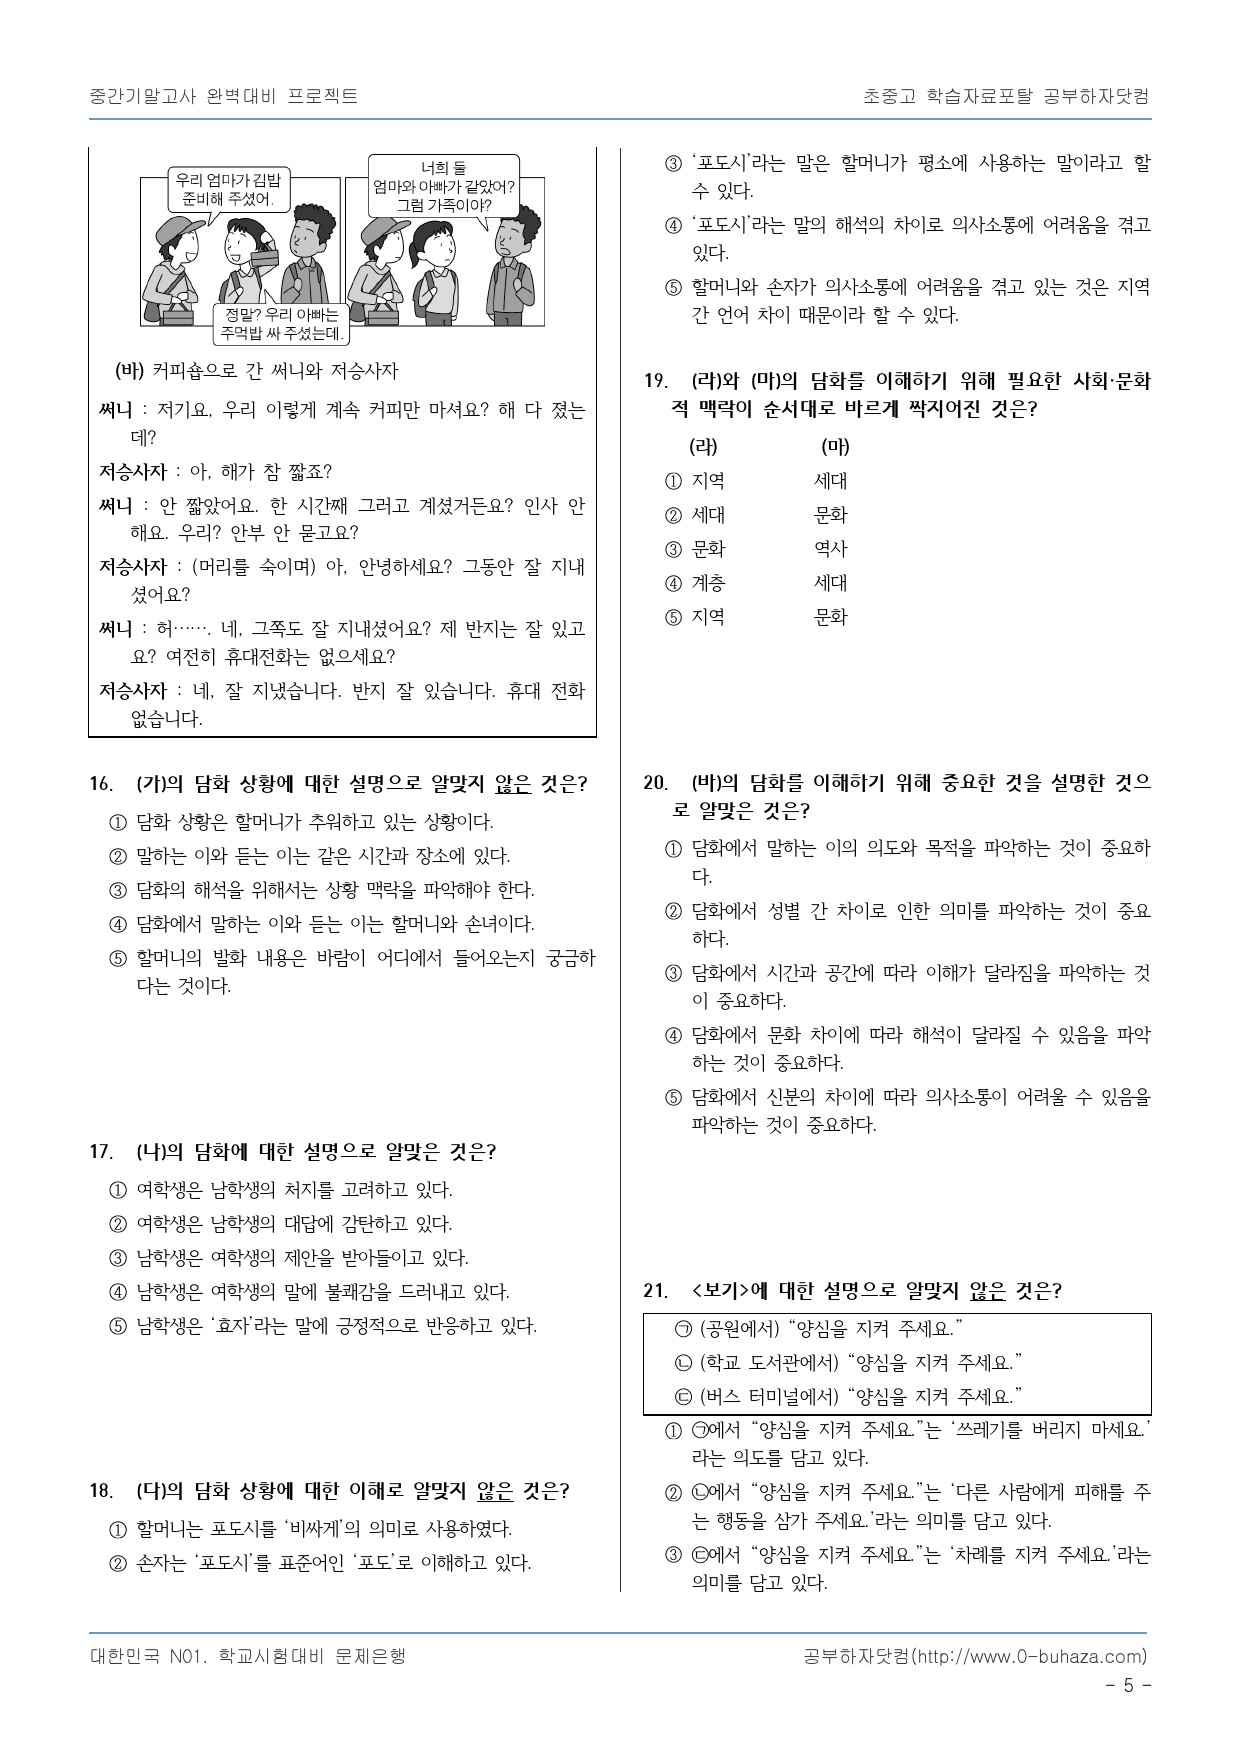 중간기말고사 완벽대비 프로젝트
초중고 학습자료포탈 공부하자닷컴
우리 엄마가 김밥
준비해 주셨어.
너희 둘
엄마와 아빠가 같았어?
그럼 가족이야?
정말? 우리 아빠는
주먹밥 싸 주셨는데.
(바) 커피숍으로 간 써니와 저승사자
써니 : 저기요, 우리 이렇게 계속 커피만 마셔요? 해 다 졌는
데?
저승사자 : 아, 해가 참 짧죠?
써니 : 안 짧았어요. 한 시간째 그러고 계셨거든요? 인사 안
해요. 우리? 안부 안 묻고요?
저승사자 : (머리를 숙이며) 아, 안녕하세요? 그동안 잘 지내
셨어요?
써니 : 허……. 네, 그쪽도 잘 지내셨어요? 제 반지는 잘 있고
요? 여전히 휴대전화는 없으세요?
저승사자 : 네, 잘 지냈습니다. 반지 잘 있습니다. 휴대 전화
없습니다.
16. (가)의 담화 상황에 대한 설명으로 알맞지 않은 것은?
① 담화 상황은 할머니가 추워하고 있는 상황이다.
② 말하는 이와 듣는 이는 같은 시간과 장소에 있다.
③ 담화의 해석을 위해서는 상황 맥락을 파악해야 한다.
④ 담화에서 말하는 이와 듣는 이는 할머니와 손녀이다.
⑤ 할머니의 발화 내용은 바람이 어디에서 들어오는지 궁금하
다는 것이다.
17. (나)의 담화에 대한 설명으로 알맞은 것은?
① 여학생은 남학생의 처지를 고려하고 있다.
② 여학생은 남학생의 대답에 감탄하고 있다.
③ 남학생은 여학생의 제안을 받아들이고 있다.
④ 남학생은 여학생의 말에 불쾌감을 드러내고 있다.
⑤ 남학생은 ‘효자’라는 말에 긍정적으로 반응하고 있다.
18. (다)의 담화 상황에 대한 이해로 알맞지 않은 것은?
① 할머니는 포도시를 ‘비싸게’의 의미로 사용하였다.
② 손자는 ‘포도시’를 표준어인 ‘포도’로 이해하고 있다.
③ ‘포도시’라는 말은 할머니가 평소에 사용하는 말이라고 할
수 있다.
④ ‘포도시’라는 말의 해석의 차이로 의사소통에 어려움을 겪고
있다.
⑤ 할머니와 손자가 의사소통에 어려움을 겪고 있는 것은 지역
간 언어 차이 때문이라 할 수 있다.
19. (라)와 (마)의 담화를 이해하기 위해 필요한 사회·문화
적 맥락이 순서대로 바르게 짝지어진 것은?
(라) (마)
① 지역 세대
② 세대 문화
③ 문화 역사
④ 계층 세대
⑤ 지역 문화
20. (바)의 담화를 이해하기 위해 중요한 것을 설명한 것으
로 알맞은 것은?
① 담화에서 말하는 이의 의도와 목적을 파악하는 것이 중요하
다.
② 담화에서 성별 간 차이로 인한 의미를 파악하는 것이 중요
하다.
③ 담화에서 시간과 공간에 따라 이해가 달라짐을 파악하는 것
이 중요하다.
④ 담화에서 문화 차이에 따라 해석이 달라질 수 있음을 파악
하는 것이 중요하다.
⑤ 담화에서 신분의 차이에 따라 의사소통이 어려울 수 있음을
파악하는 것이 중요하다.
21. <보기>에 대한 설명으로 알맞지 않은 것은?
㉠ (공원에서) “양심을 지켜 주세요.”
㉡ (학교 도서관에서) “양심을 지켜 주세요.”
㉢ (버스 터미널에서) “양심을 지켜 주세요.”
① ㉠에서 “양심을 지켜 주세요.”는 ‘쓰레기를 버리지 마세요.’
라는 의도를 담고 있다.
② ㉡에서 “양심을 지켜 주세요.”는 ‘다른 사람에게 피해를 주
는 행동을 삼가 주세요.’라는 의미를 담고 있다.
③ ㉢에서 “양심을 지켜 주세요.”는 ‘차례를 지켜 주세요.’라는
의미를 담고 있다.
대한민국 N01. 학교시험대비 문제은행
공부하자닷컴(http://www.0-buhaza.com)
- 5 -